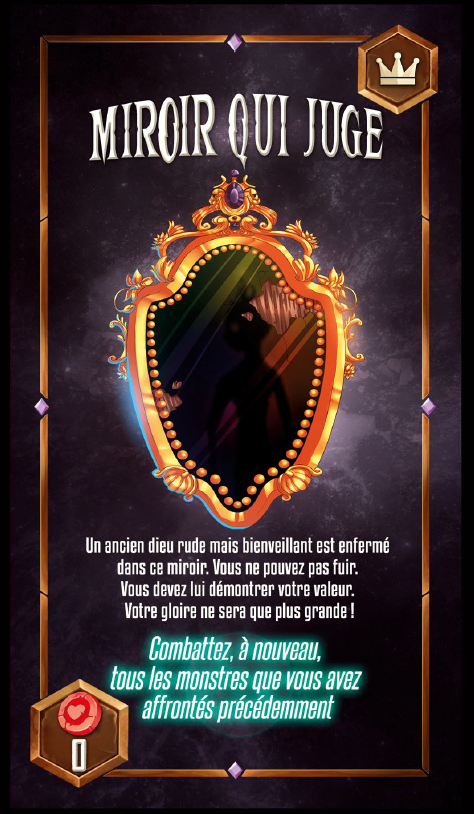 MIROIR QUI JUGE
Un ancien dieu rude mais bienveillant est enfermé
dans ce miroir. Vous ne pouvez pas fuir.
Vous devez lui démontrer votre valeur.
Votre gloire ne sera que plus grande !
Combattez, à nouveau,
tous les monstres que vous avez
affrontés précédemment
0